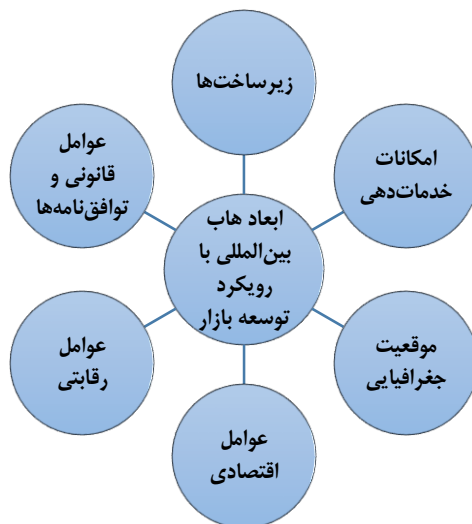 زیرساخت‌ها
امکانات
خدمات‌دهی
موقعیت
جغرافیایی
عوامل
اقتصادی
عوامل
رقابتی
عوامل
قانونی و
توافق‌نامه‌ها
ابعاد هاب
بین‌المللی با
رویکرد
توسعه بازار